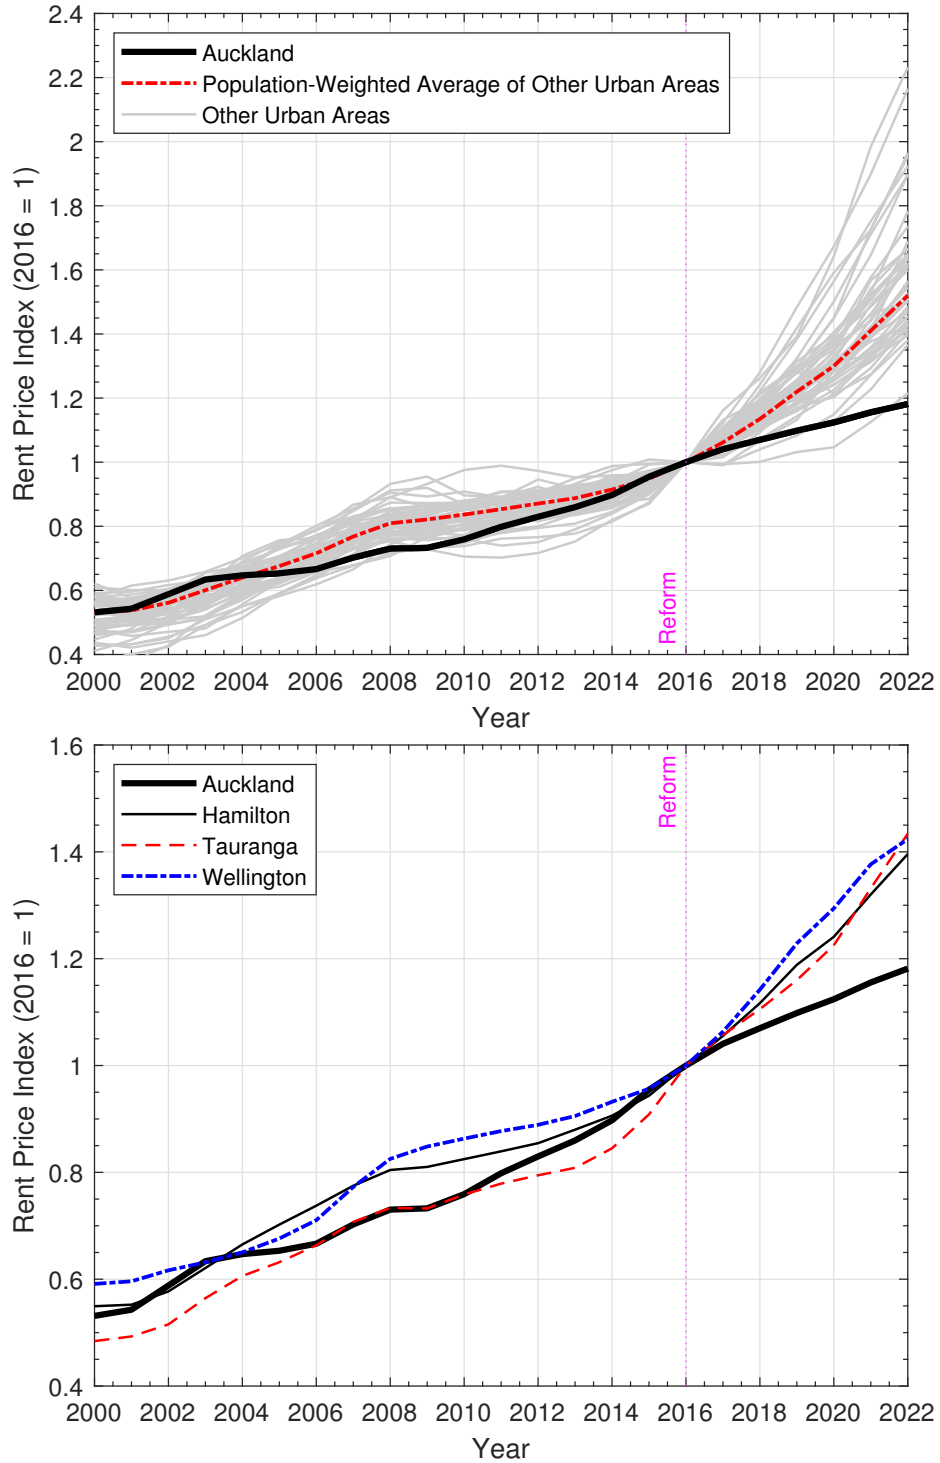 2.4
2.2
2
1.8
1.6
1.4
1.2
1
0.8
0.6
0.4
Rent Price Index (2016 = 1)
Auckland
Population-Weighted Average of Other Urban Areas
Other Urban Areas
Reform
2000 2002 2004 2006 2008 2010 2012 2014 2016 2018 2020 2022
Year
1.6
1.4
1.2
1
0.8
0.6
0.4
Rent Price Index (2016 = 1)
Auckland
Hamilton
Tauranga
Wellington
Reform
2000 2002 2004 2006 2008 2010 2012 2014 2016 2018 2020 2022
Year